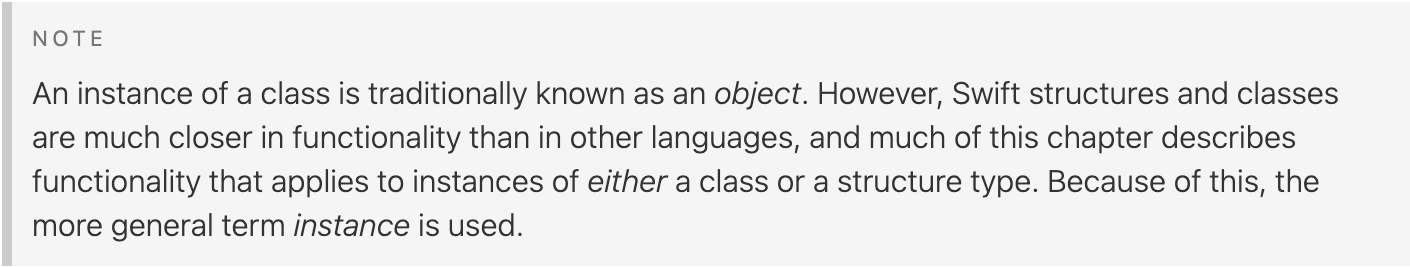 NOTE
An instance of a class is traditionally known as an object. However, Swift structures and classes
are much closer in functionality than in other languages, and much of this chapter describes
functionality that applies to instances of either a class or a structure type. Because of this, the
more general term instance is used.